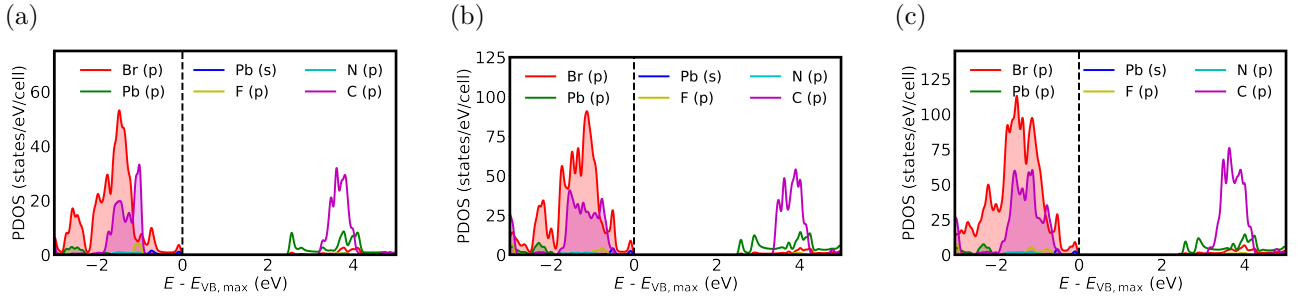 (a)
PDOS (states/eV/cell)
60
40
20
0
Br (p) Pb (s) N (p)
Pb (p) F (p) C (p)
−2 0 2 4
E - E_VB, max (eV)
(b)
PDOS (states/eV/cell)
125
100
75
50
25
0
Br (p) Pb (s) N (p)
Pb (p) F (p) C (p)
−2 0 2 4
E - E_VB, max (eV)
(c)
PDOS (states/eV/cell)
125
100
75
50
25
0
Br (p) Pb (s) N (p)
Pb (p) F (p) C (p)
−2 0 2 4
E - E_VB, max (eV)